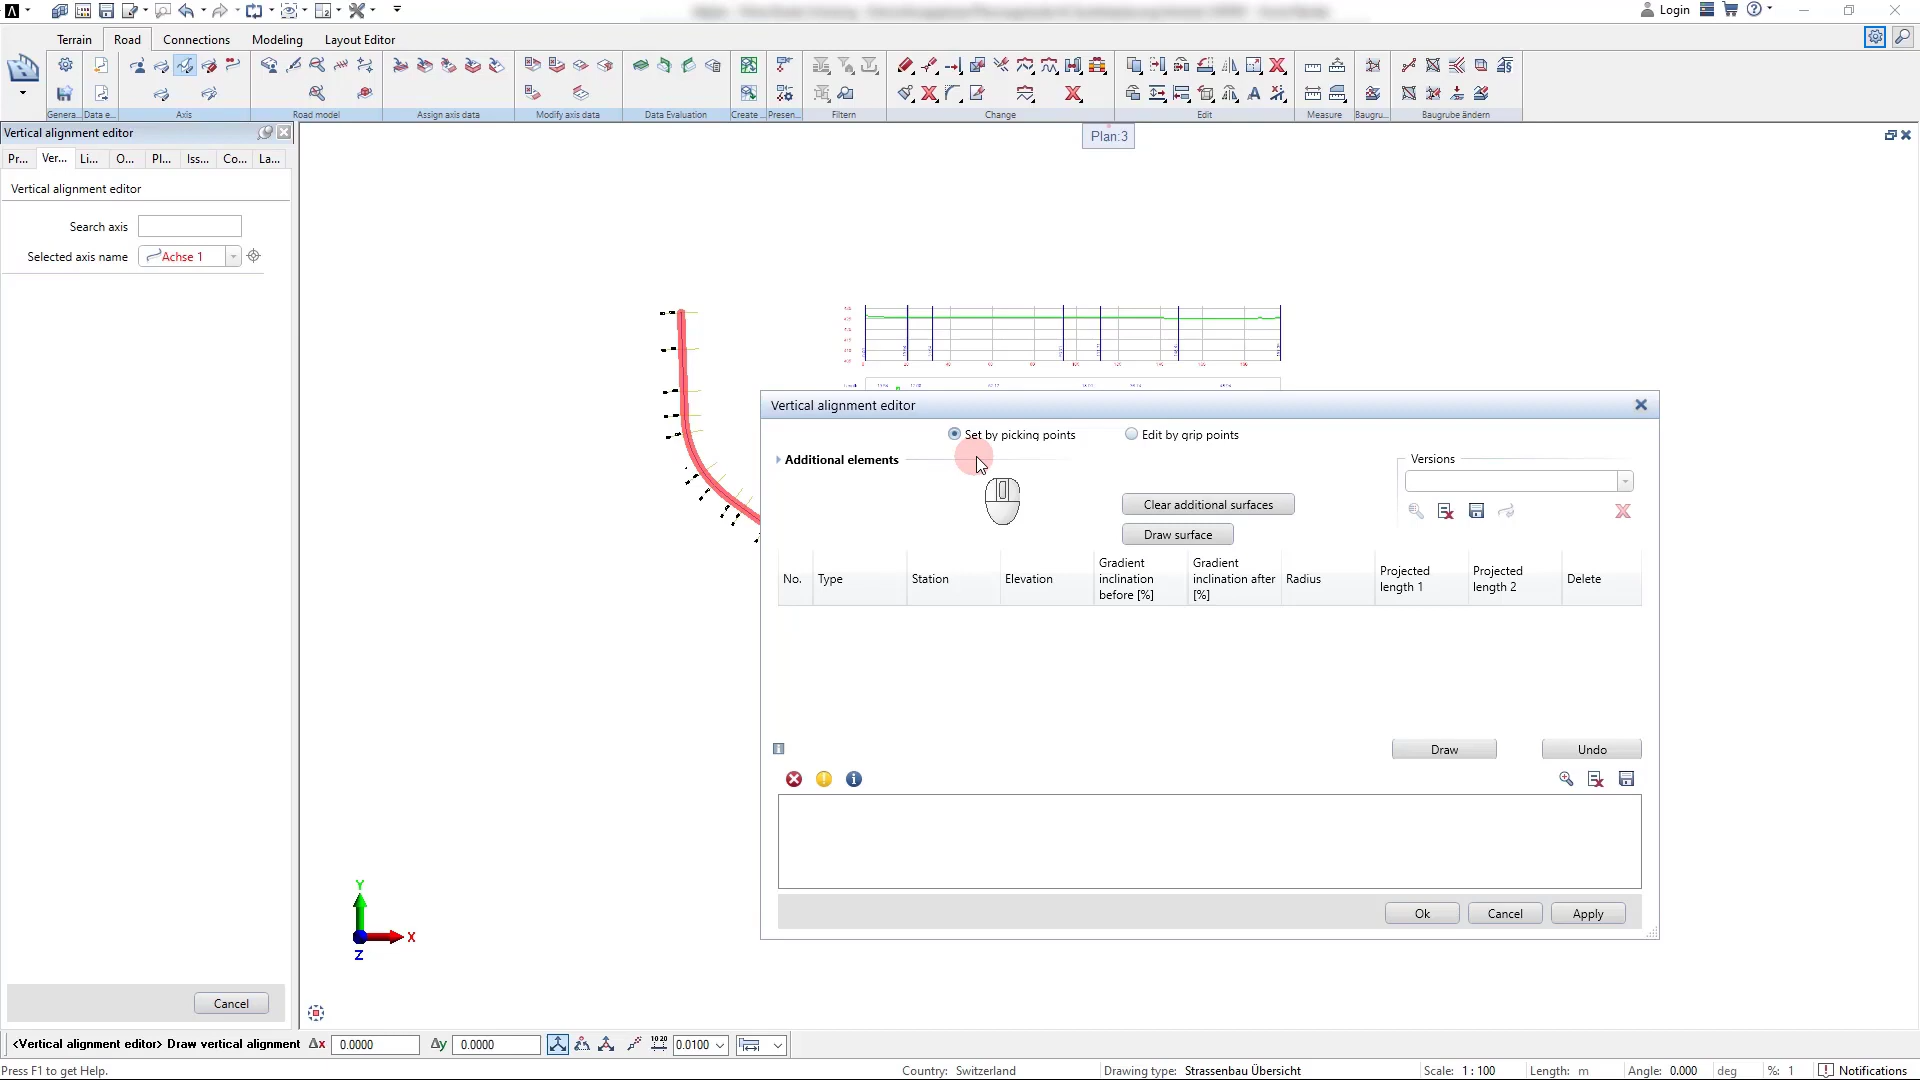 Login
Terrain
Road
Connections
Modeling
Layout Editor
Genera...
Data e...
Axis
Road model
Assign axis data
Modify axis data
Data Evaluation
Create ...
Presen...
Filtern
Change
Edit
Measure
Baugru...
Baugrube ändern
Vertical alignment editor
Pr...
Ver...
Li...
O...
Pl...
Iss...
Co...
La...
Vertical alignment editor
Search axis
Selected axis name
Achse 1
Plan:3
Vertical alignment editor
Set by picking points
Edit by grip points
Additional elements
Versions
Clear additional surfaces
Draw surface
No.
Type
Station
Elevation
Gradient inclination before [%]
Gradient inclination after [%]
Radius
Projected length 1
Projected length 2
Delete
Draw
Undo
Ok
Cancel
Apply
Y
X
Z
Cancel
<Vertical alignment editor> Draw vertical alignment
Δx
0.0000
Δy
0.0000
10 20
0.0100
Press F1 to get Help.
Country: Switzerland
Drawing type: Strassenbau Übersicht
Scale: 1 : 100
Length: m
Angle: 0.000 deg
%: 1
Notifications